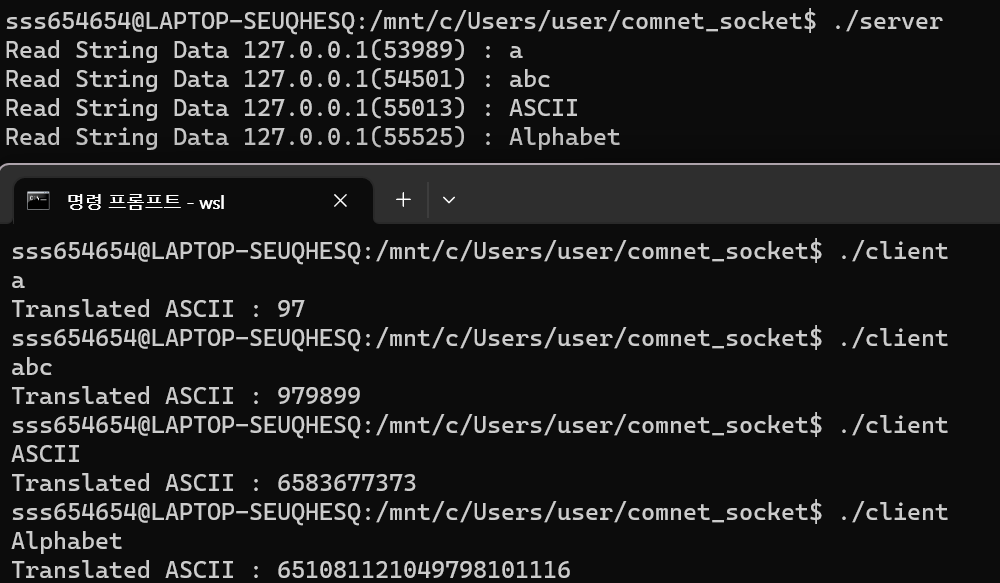 sss654654@LAPTOP-SEUQHESQ:/mnt/c/Users/user/comnet_socket$ ./server
Read String Data 127.0.0.1(53989) : a
Read String Data 127.0.0.1(54501) : abc
Read String Data 127.0.0.1(55013) : ASCII
Read String Data 127.0.0.1(55525) : Alphabet
명령 프롬프트 - wsl
sss654654@LAPTOP-SEUQHESQ:/mnt/c/Users/user/comnet_socket$ ./client
a
Translated ASCII : 97
sss654654@LAPTOP-SEUQHESQ:/mnt/c/Users/user/comnet_socket$ ./client
abc
Translated ASCII : 979899
sss654654@LAPTOP-SEUQHESQ:/mnt/c/Users/user/comnet_socket$ ./client
ASCII
Translated ASCII : 6583677373
sss654654@LAPTOP-SEUQHESQ:/mnt/c/Users/user/comnet_socket$ ./client
Alphabet
Translated ASCII : 651081121049798101116